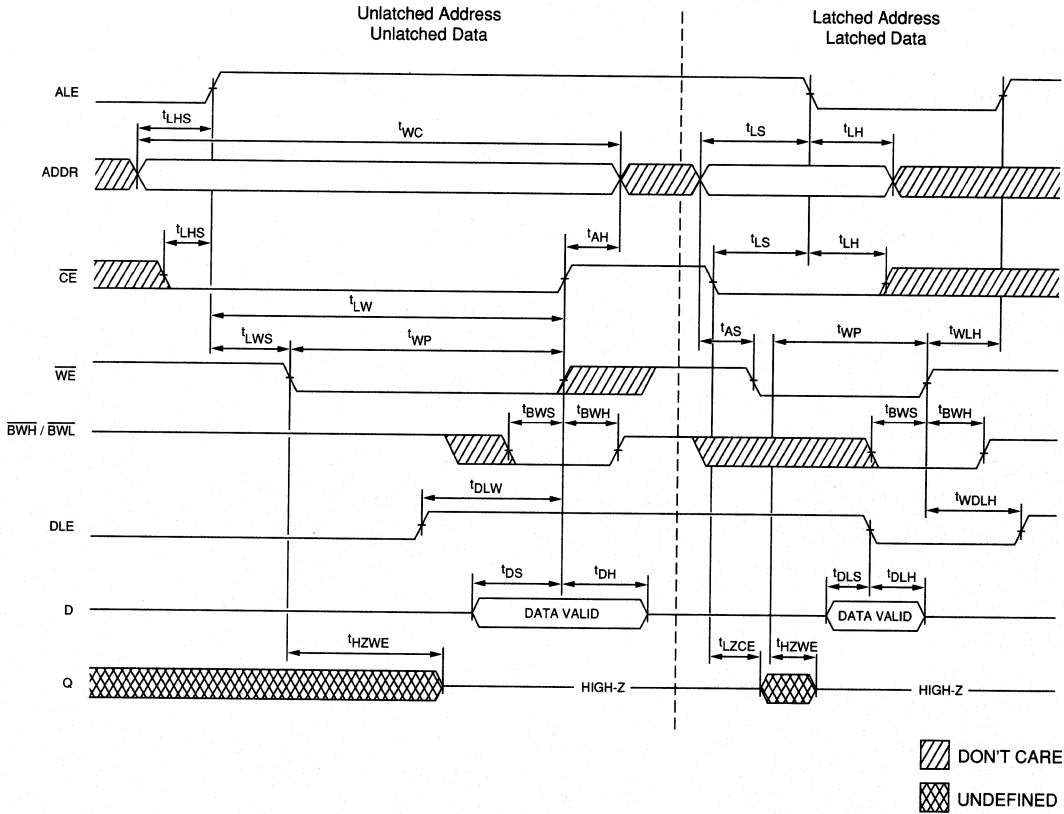 Unlatched Address
Unlatched Data
Latched Address
Latched Data
ALE
tLHS
tWC
tLS
tLH
ADDR
tLHS
tAH
tLS
tLH
CE
tLW
tLWS
tWP
tAS
tWP
tWLH
WE
tBWS
tBWH
tBWS
tBWH
BWH / BWL
tDLW
tWDLH
DLE
tDS
tDH
tDLS
tDLH
D
DATA VALID
DATA VALID
tHZWE
tLZCE
tHZWE
Q
HIGH-Z
HIGH-Z
DON'T CARE
UNDEFINED